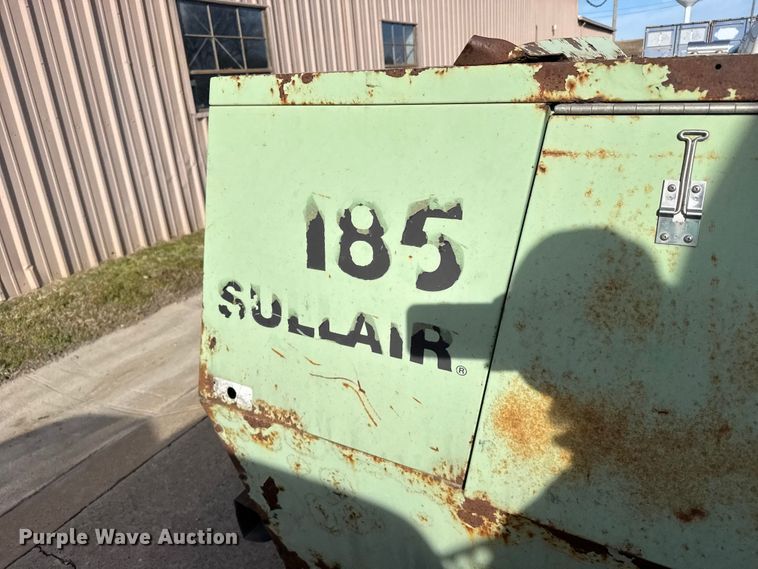 185
SULLAIR
®
Purple Wave Auction